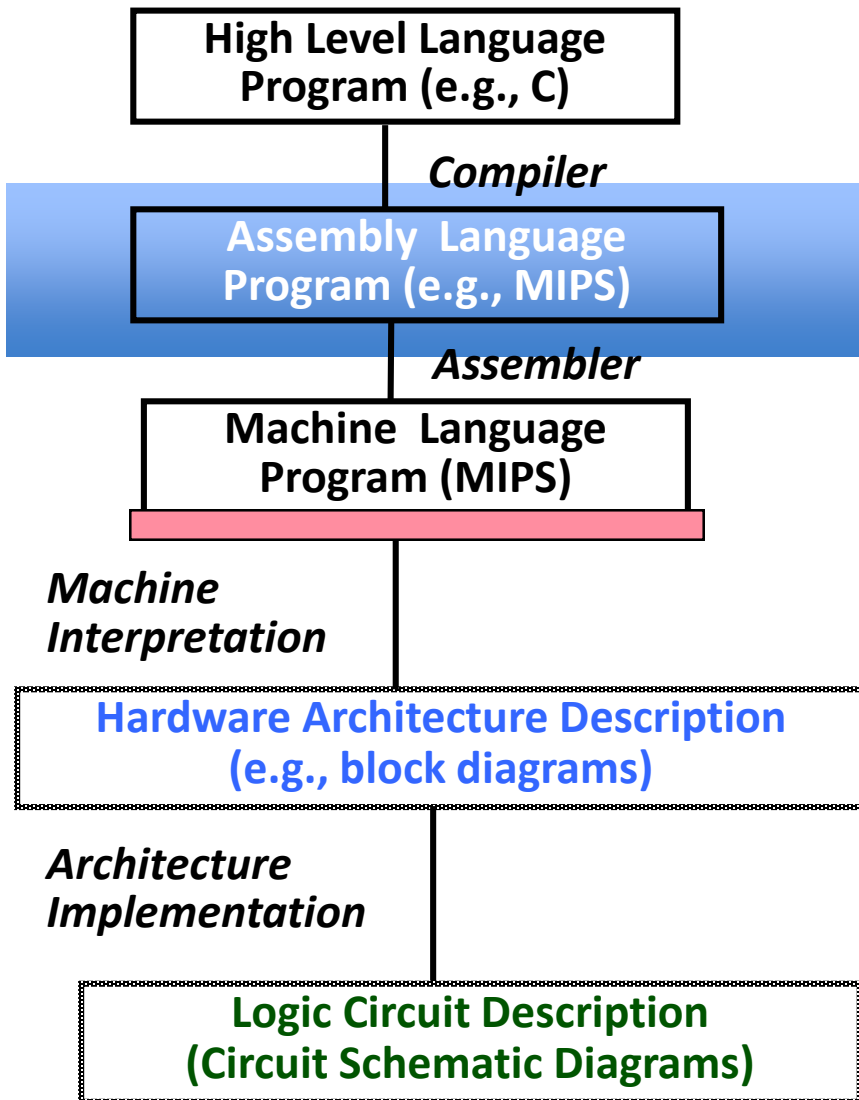 High Level Language
Program (e.g., C)
Compiler
Assembly Language
Program (e.g., MIPS)
Assembler
Machine Language
Program (MIPS)
Machine
Interpretation
Hardware Architecture Description
(e.g., block diagrams)
Architecture
Implementation
Logic Circuit Description
(Circuit Schematic Diagrams)